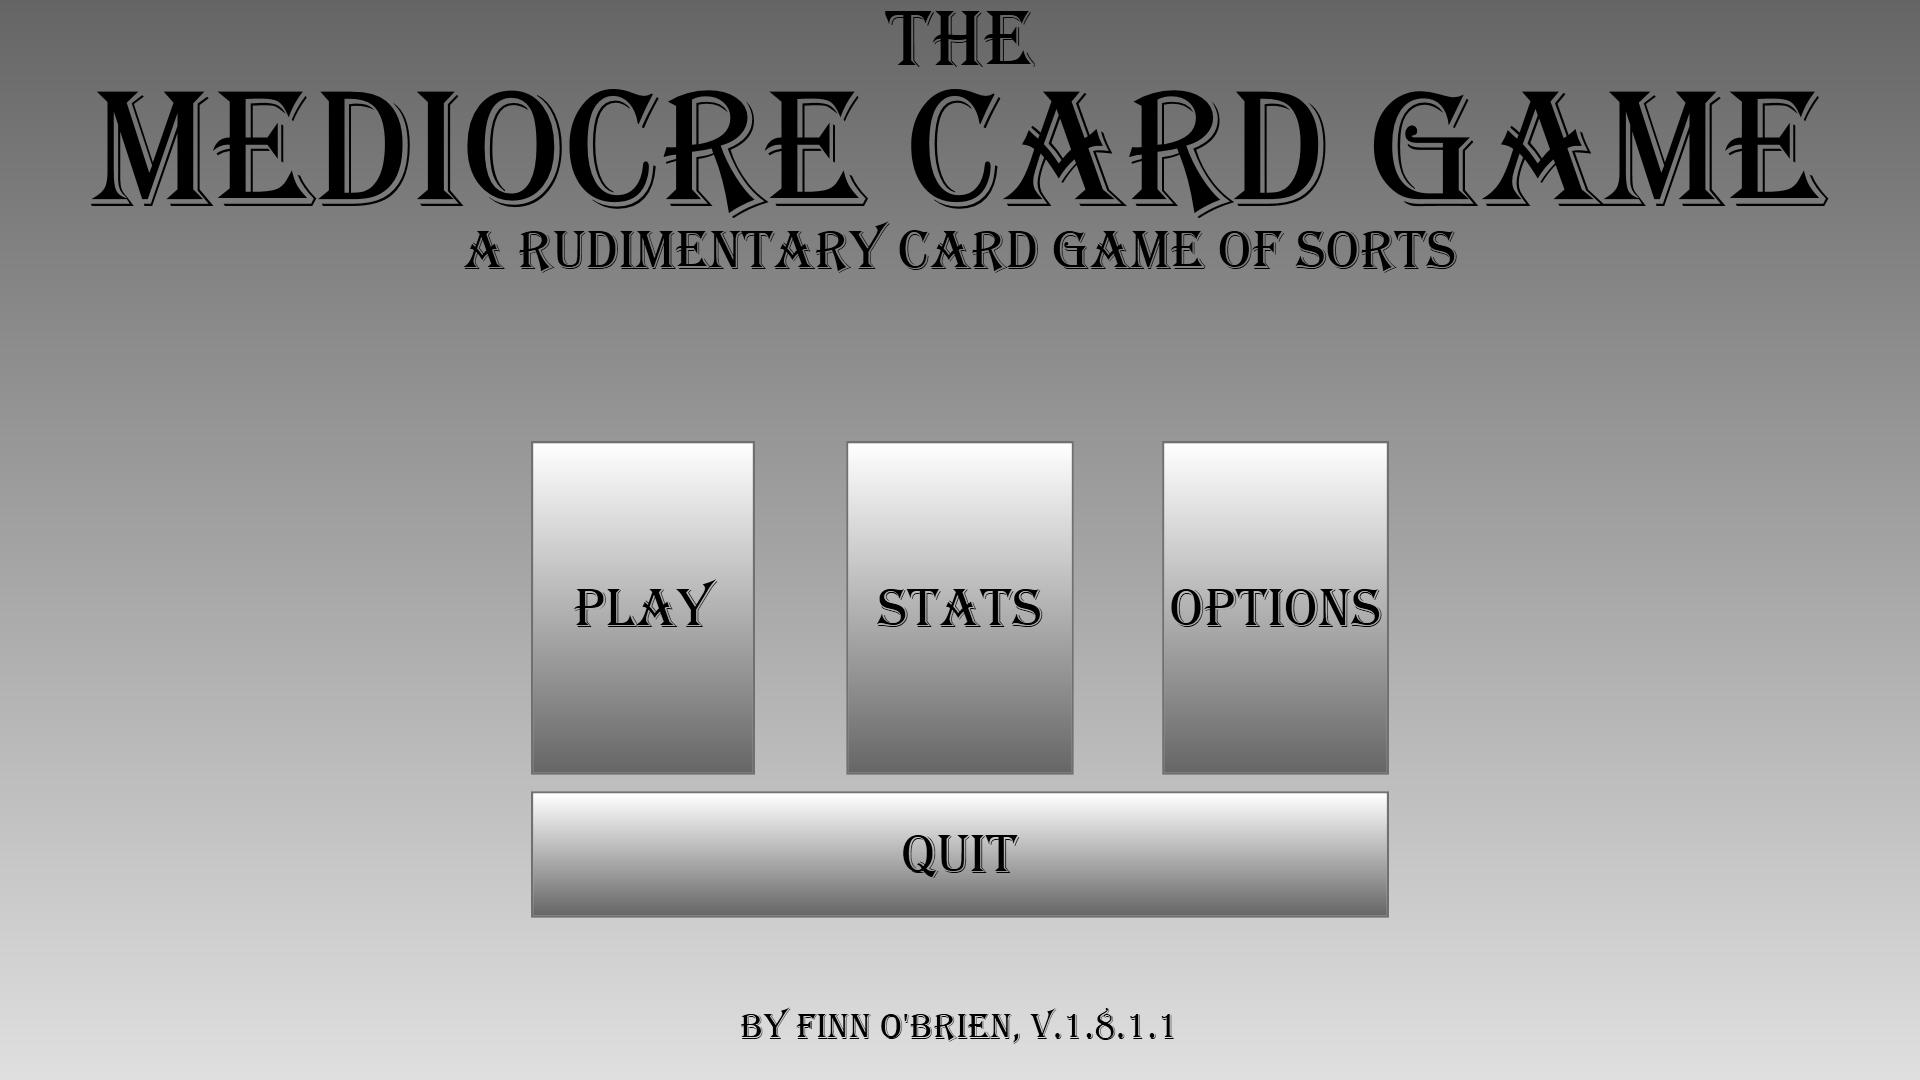 THE
MEDIOCRE CARD GAME
A RUDIMENTARY CARD GAME OF SORTS
PLAY STATS OPTIONS
QUIT
BY FINN O'BRIEN, V.1.8.1.1